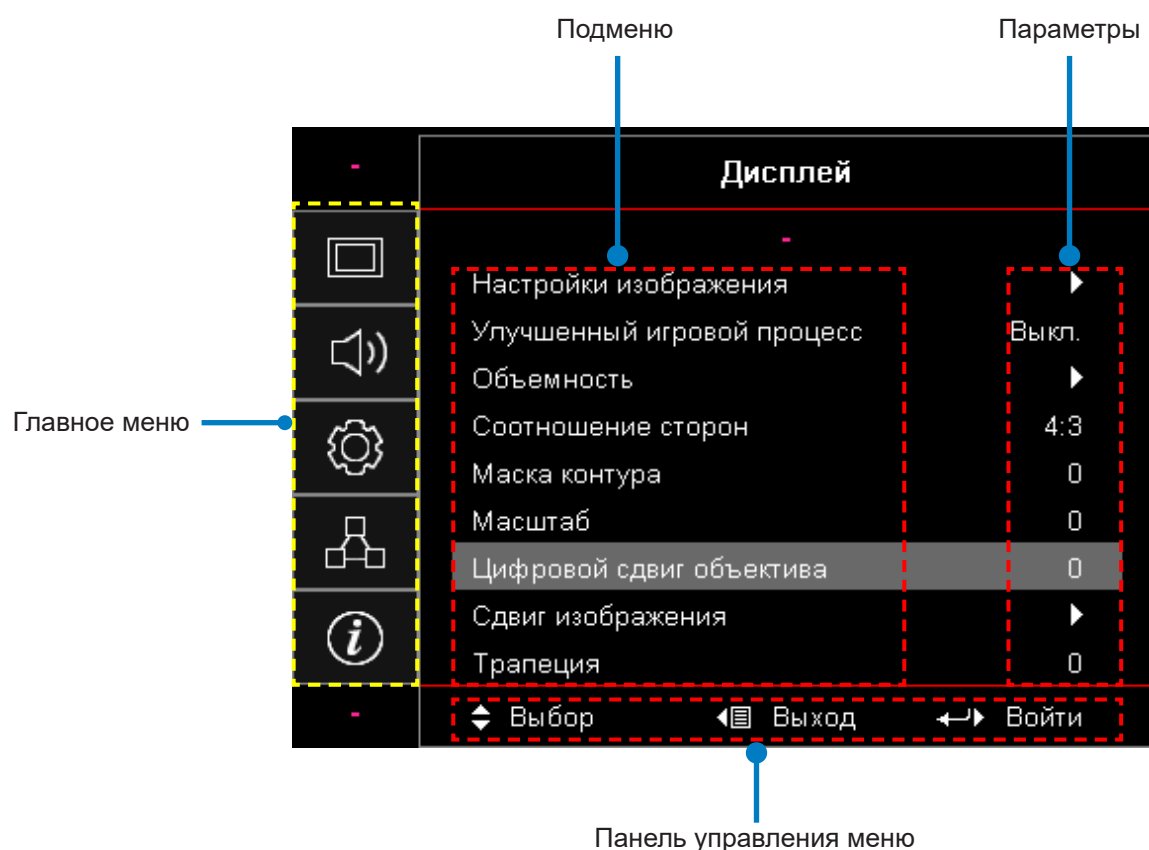 Подменю Параметры
Дисплей
Настройки изображения
Улучшенный игровой процесс Выкл.
Объемность
Соотношение сторон 4:3
Главное меню
Маска контура 0
Масштаб 0
Цифровой сдвиг объектива 0
Сдвиг изображения
Трапеция 0
Выбор Выход Войти
Панель управления меню